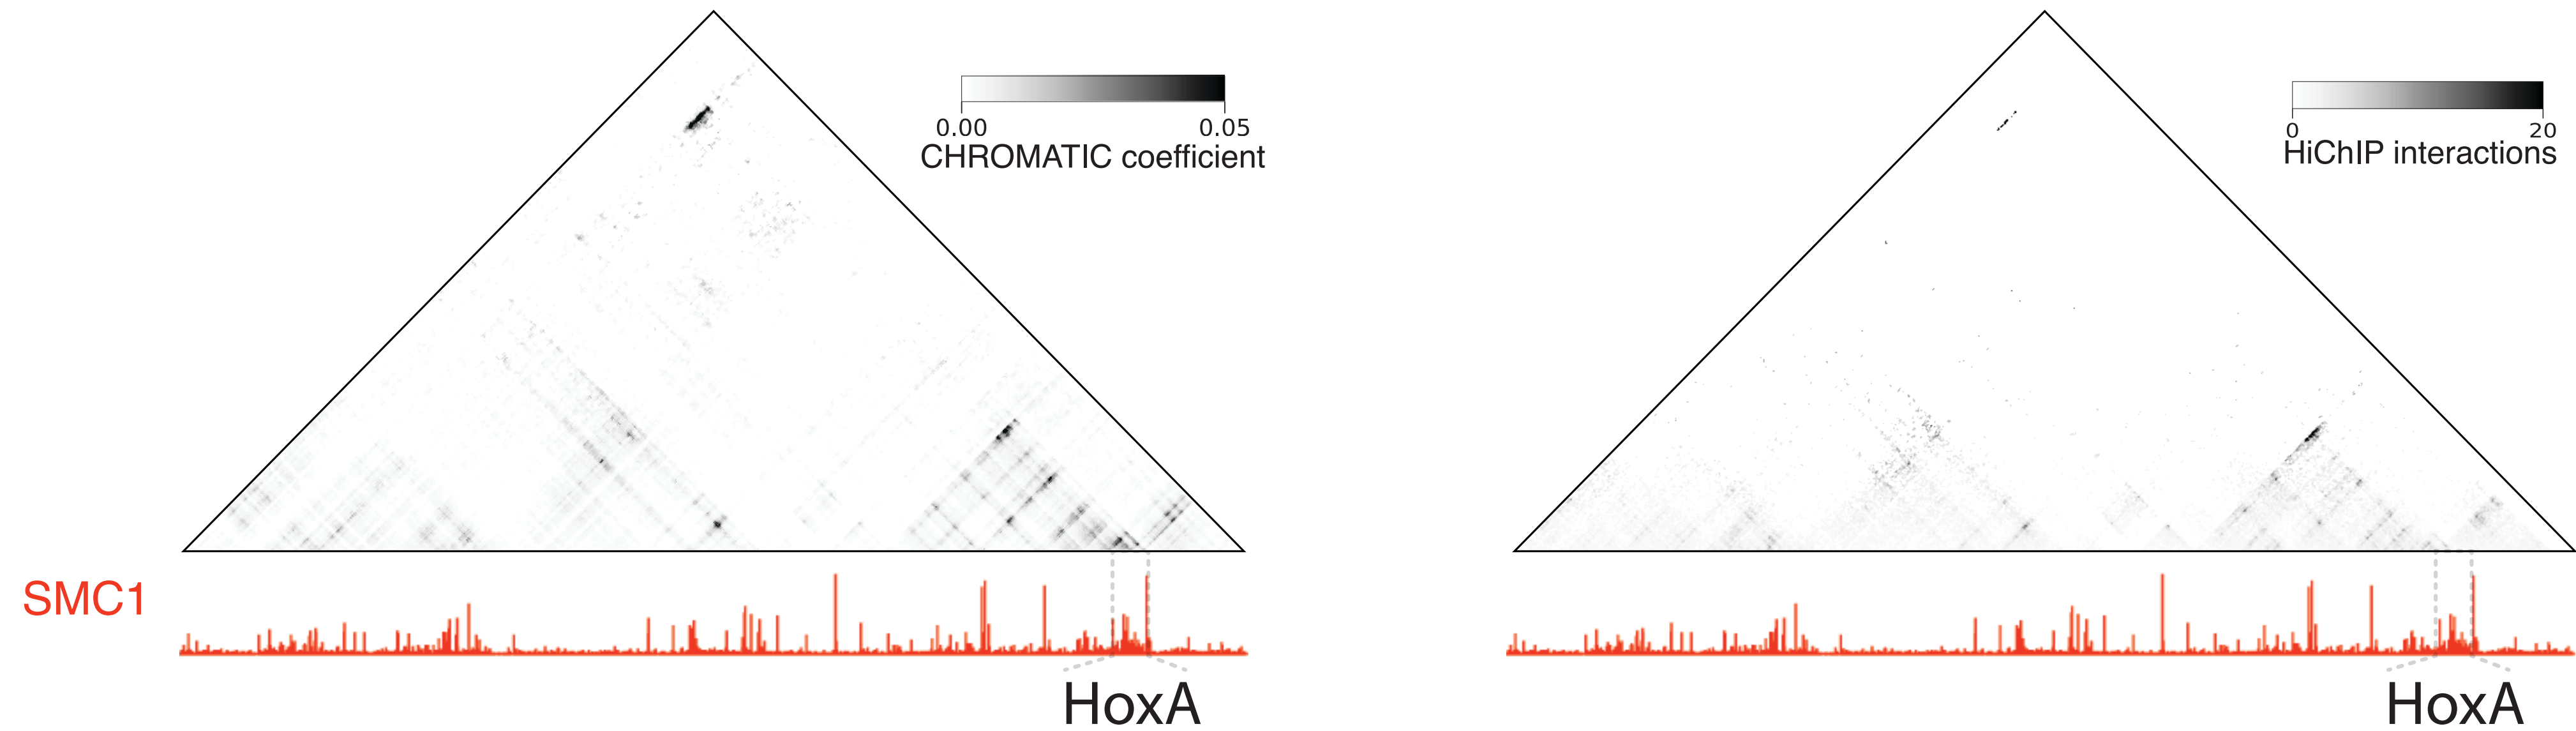 0.00 0.05
CHROMATIC coefficient
0 20
HiChIP interactions
SMC1
HoxA
HoxA